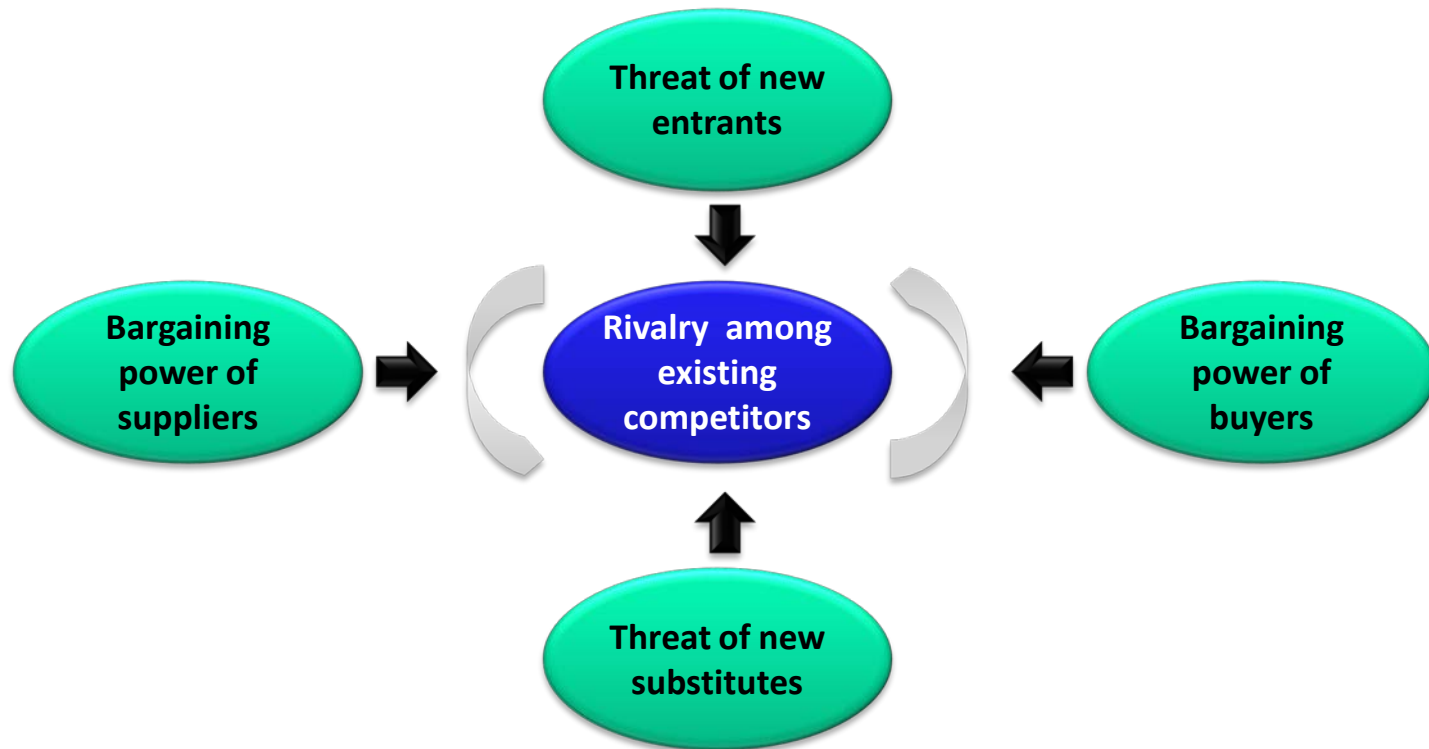 Threat of new
entrants
Bargaining
power of
suppliers
Rivalry  among
existing
competitors
Bargaining
power of
buyers
Threat of new
substitutes